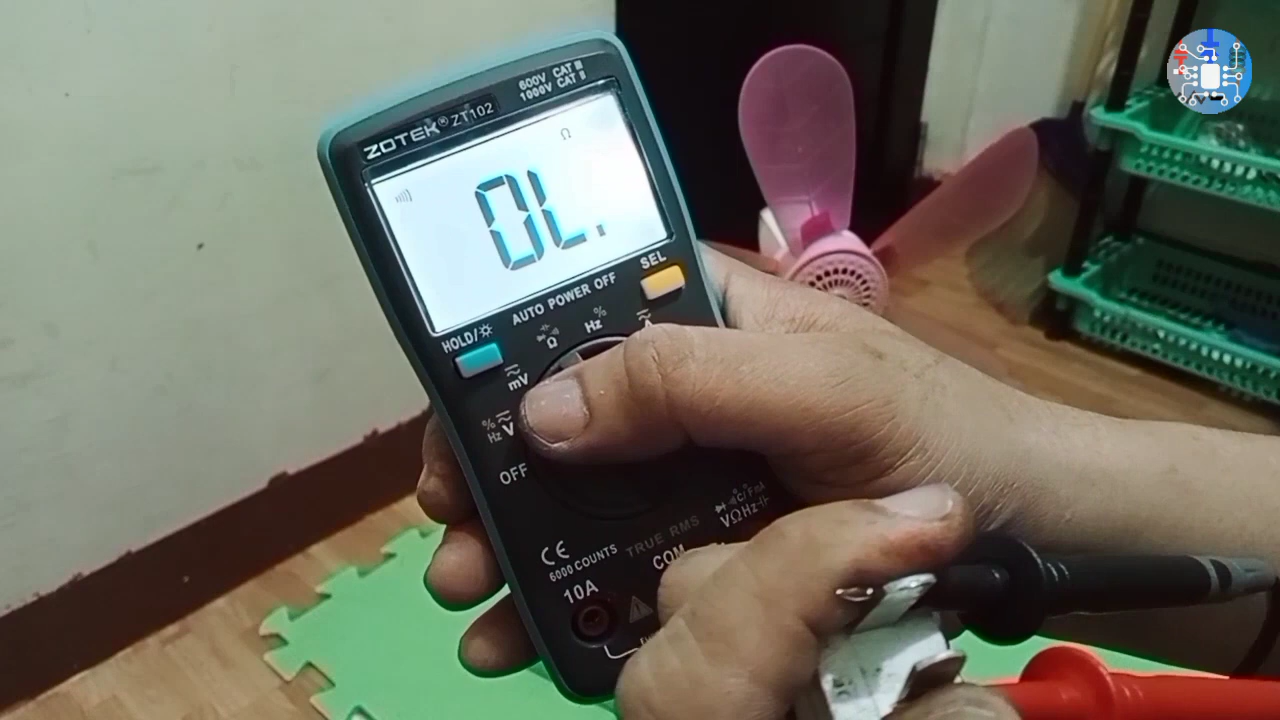 600V CAT III
1000V CAT II
ZOTEK® ZT102
Ω
OL.
AUTO POWER OFF
SEL
HOLD/
%
Hz
Ω
mV
% 
Hz V
OFF
VΩHz
TRUE RMS
CE
6000 COUNTS
COM
10A